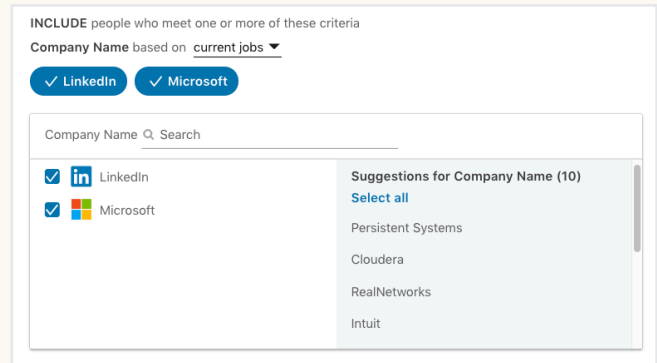 INCLUDE people who meet one or more of these criteria
Company Name based on current jobs
LinkedIn Microsoft
Company Name Search
in LinkedIn
Microsoft
Suggestions for Company Name (10)
Select all
Persistent Systems
Cloudera
RealNetworks
Intuit